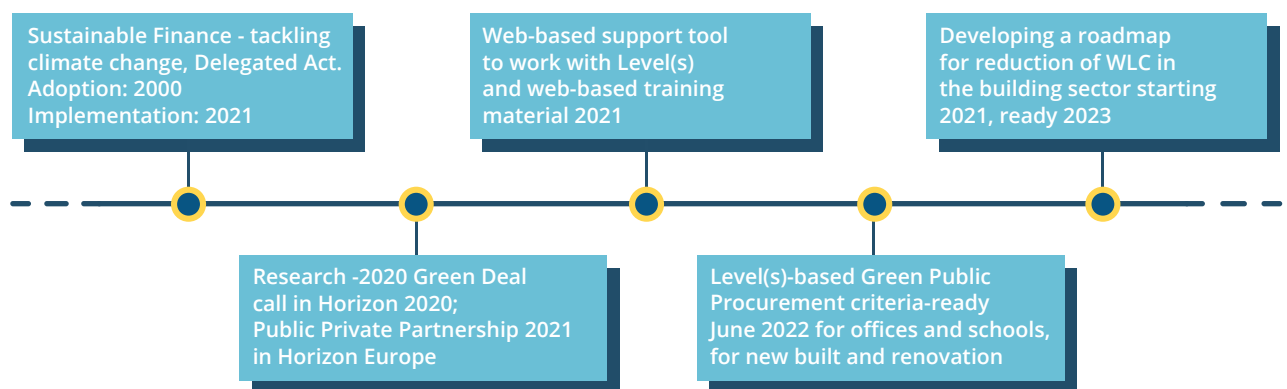 Sustainable Finance - tackling
climate change, Delegated Act.
Adoption: 2000
Implementation: 2021
Research -2020 Green Deal
call in Horizon 2020;
Public Private Partnership 2021
in Horizon Europe
Web-based support tool
to work with Level(s)
and web-based training
material 2021
Level(s)-based Green Public
Procurement criteria-ready
June 2022 for offices and schools,
for new built and renovation
Developing a roadmap
for reduction of WLC in
the building sector starting
2021, ready 2023